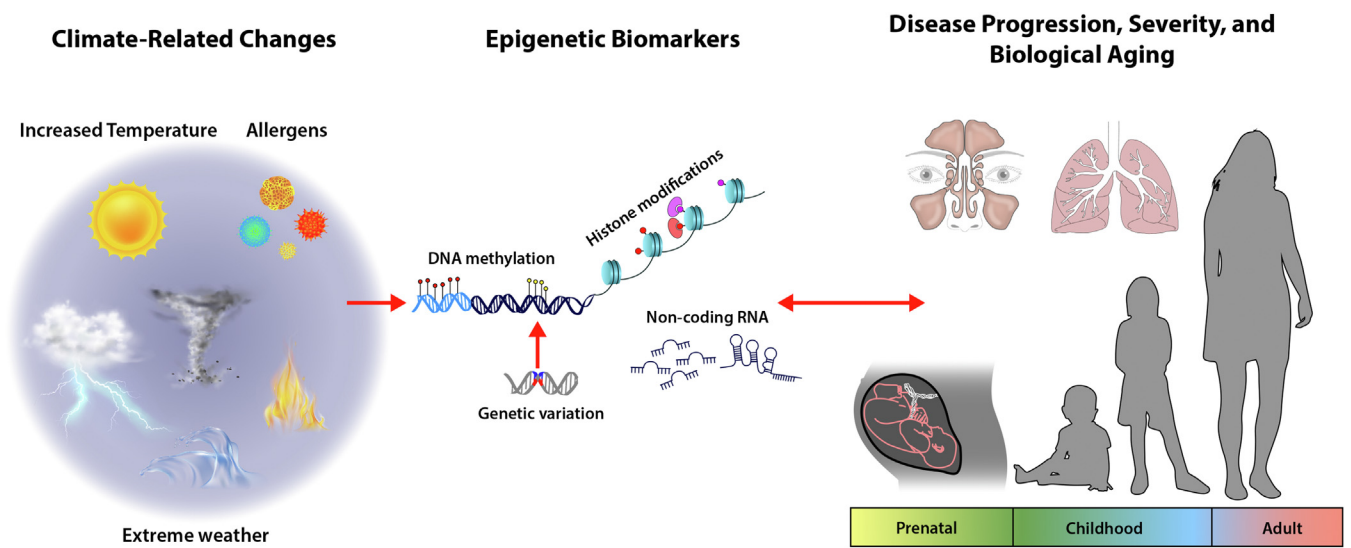 Climate-Related Changes
Epigenetic Biomarkers
Disease Progression, Severity, and
Biological Aging
Increased Temperature
Allergens
Extreme weather
DNA methylation
Histone modifications
Genetic variation
Non-coding RNA
Prenatal
Childhood
Adult